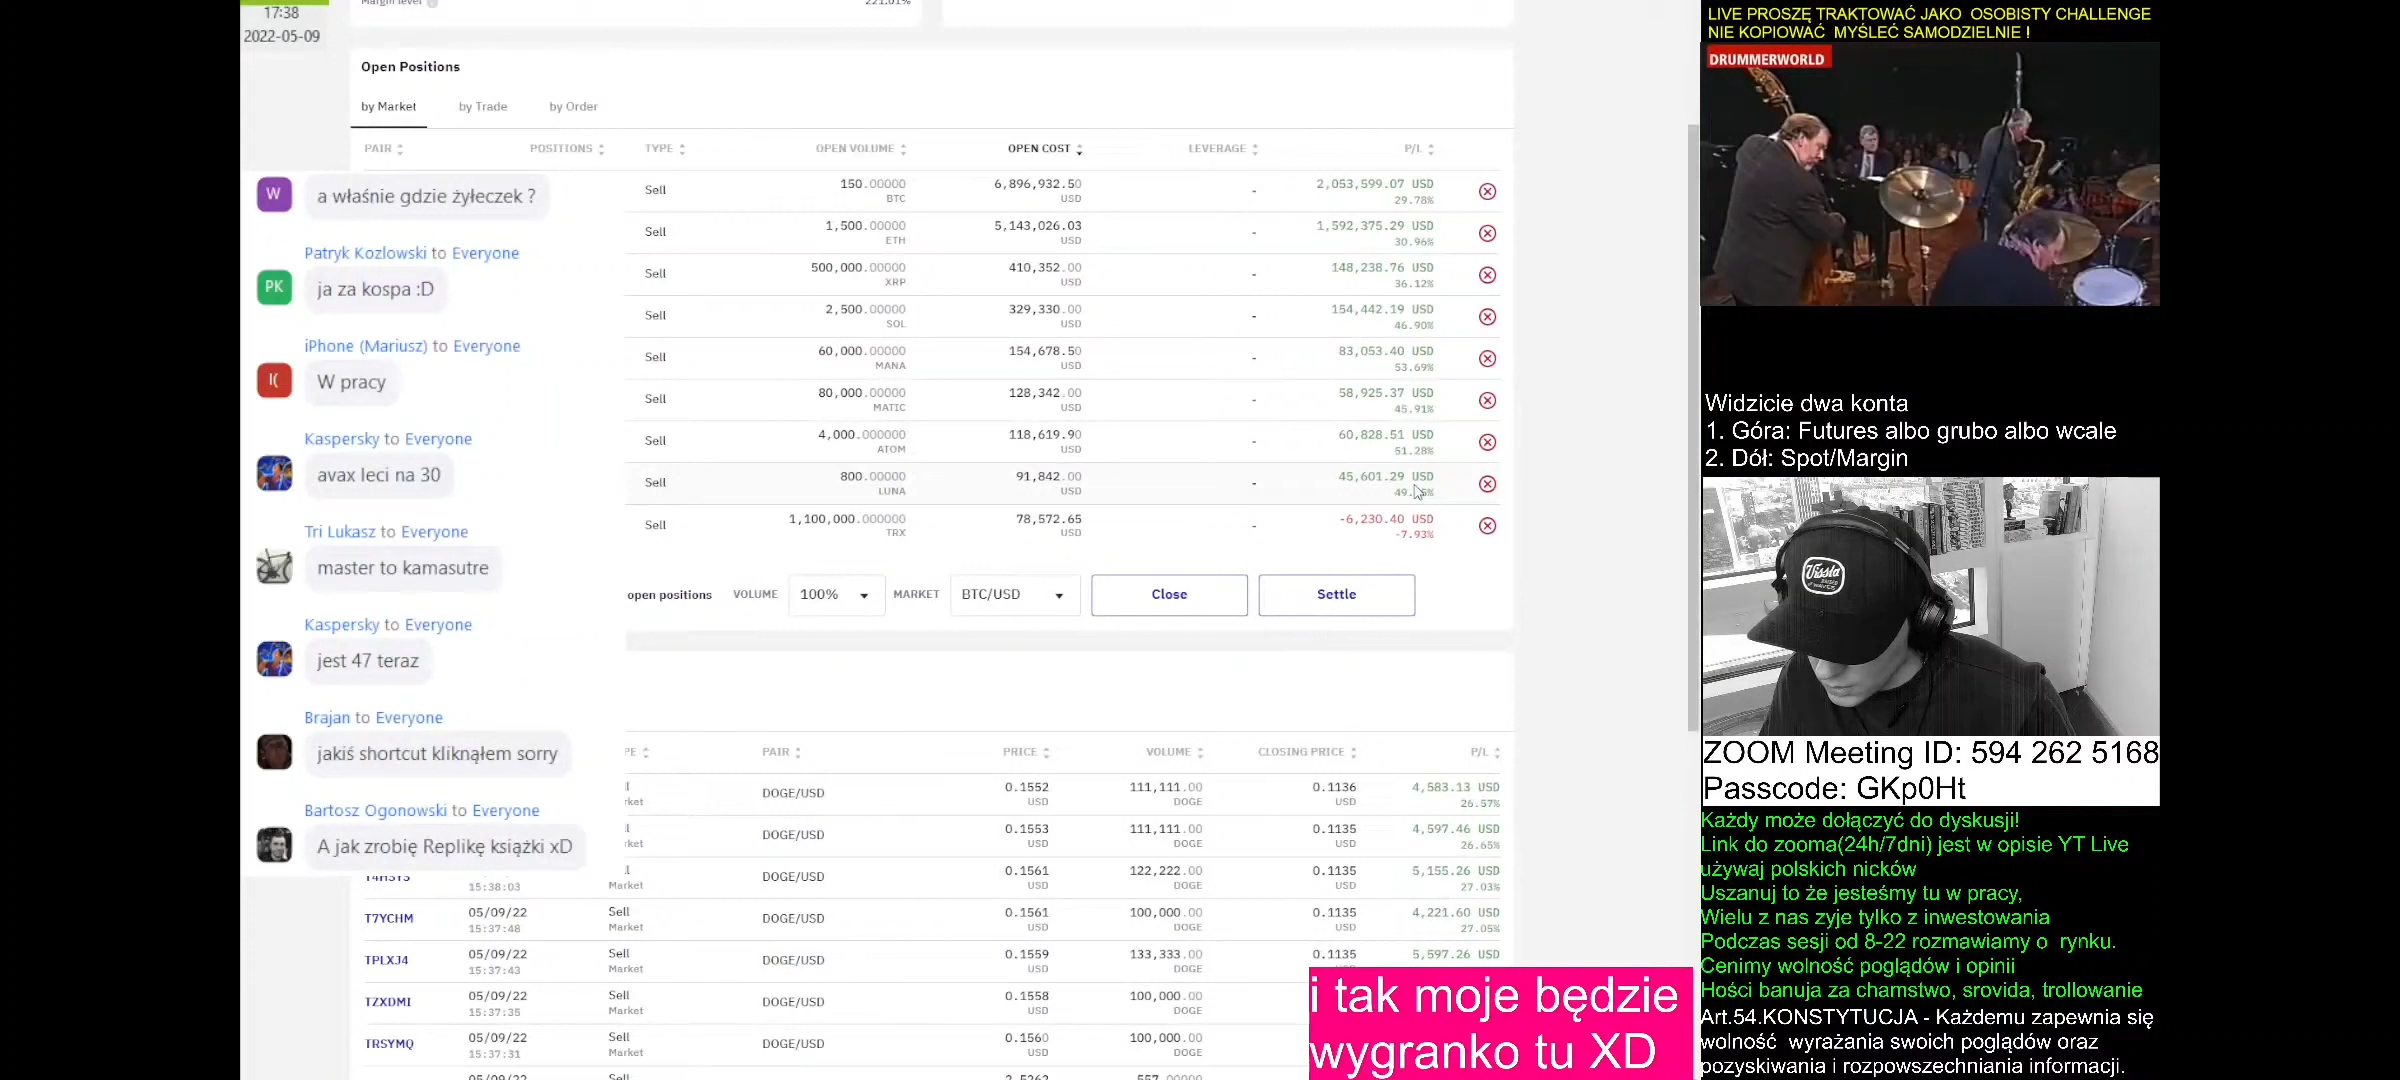 17:38
2022-05-09
Margin level
221.01%
Open Positions
by Market by Trade by Order
PAIR POSITIONS TYPE OPEN VOLUME OPEN COST LEVERAGE P/L
Sell 150.00000 6,896,932.50 - 2,053,599.07 USD
BTC USD 29.78%
Sell 1,500.00000 5,143,026.03 - 1,592,375.29 USD
ETH USD 30.96%
Sell 500,000.00000 410,352.00 - 148,238.76 USD
XRP USD 36.12%
Sell 2,500.00000 329,330.00 - 154,442.19 USD
SOL USD 46.90%
Sell 60,000.00000 154,678.50 - 83,053.40 USD
MANA USD 53.69%
Sell 80,000.00000 128,342.00 - 58,925.37 USD
MATIC USD 45.91%
Sell 4,000.000000 118,619.90 - 60,828.51 USD
ATOM USD 51.28%
Sell 800.00000 91,842.00 - 45,601.29 USD
LUNA USD
Sell 1,100,000.000000 78,572.65 - -6,230.40 USD
TRX USD -7.93%
open positions VOLUME 100% MARKET BTC/USD Close Settle
PE PAIR PRICE VOLUME CLOSING PRICE P/L
rket DOGE/USD 0.1552 111,111.00 0.1136 4,583.13 USD
USD DOGE USD 26.57%
rket DOGE/USD 0.1553 111,111.00 0.1135 4,597.46 USD
USD DOGE USD 26.65%
T4HSYS DOGE/USD 0.1561 122,222.00 0.1135 5,155.26 USD
15:38:03 Market USD DOGE USD 27.03%
T7YCHM 05/09/22 Sell DOGE/USD 0.1561 100,000.00 0.1135 4,221.60 USD
15:37:48 Market USD DOGE USD 27.05%
TPLXJ4 05/09/22 Sell DOGE/USD 0.1559 133,333.00 0.1135 5,597.26 USD
15:37:43 Market USD DOGE USD
TZXDMI 05/09/22 Sell DOGE/USD 0.1558 100,000.00
15:37:35 Market USD DOGE
TRSYMQ 05/09/22 Sell DOGE/USD 0.1560 100,000.00
15:37:31 Market USD DOGE
05/09/22 Sell 2.5262 557.00000
W
a właśnie gdzie żyłeczek ?
Patryk Kozlowski to Everyone
PK
ja za kospa :D
iPhone (Mariusz) to Everyone
I(
W pracy
Kaspersky to Everyone
avax leci na 30
Tri Lukasz to Everyone
master to kamasutre
Kaspersky to Everyone
jest 47 teraz
Brajan to Everyone
jakiś shortcut kliknąłem sorry
Bartosz Ogonowski to Everyone
A jak zrobię Replikę książki xD
i tak moje będzie
wygranko tu XD
LIVE PROSZĘ TRAKTOWAĆ JAKO OSOBISTY CHALLENGE
NIE KOPIOWAĆ MYŚLEĆ SAMODZIELNIE !
DRUMMERWORLD
Widzicie dwa konta
1. Góra: Futures albo grubo albo wcale
2. Dół: Spot/Margin
Vissla
ZOOM Meeting ID: 594 262 5168
Passcode: GKp0Ht
Każdy może dołączyć do dyskusji!
Link do zooma(24h/7dni) jest w opisie YT Live
używaj polskich nicków
Uszanuj to że jesteśmy tu w pracy,
Wielu z nas zyje tylko z inwestowania
Podczas sesji od 8-22 rozmawiamy o rynku.
Cenimy wolność poglądów i opinii
Hości banuja za chamstwo, srovida, trollowanie
Art.54.KONSTYTUCJA - Każdemu zapewnia się
wolność wyrażania swoich poglądów oraz
pozyskiwania i rozpowszechniania informacji.